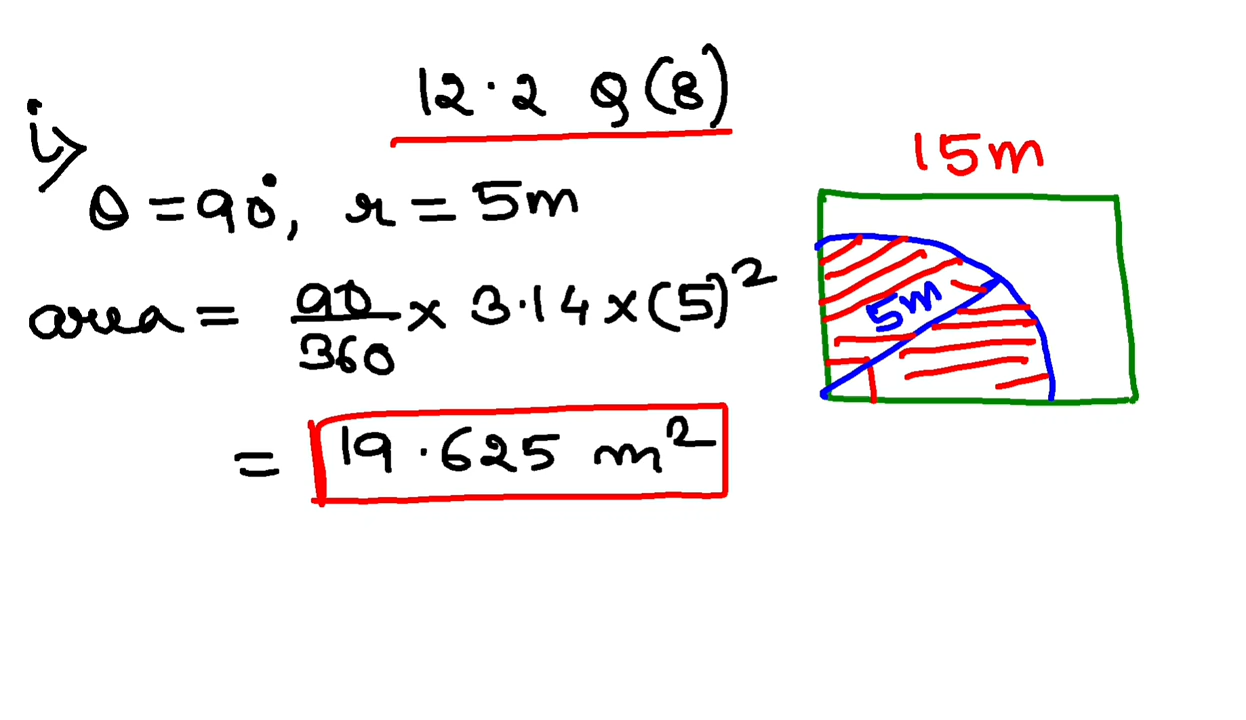 12.2 Q(8)
i>
θ = 90°, r = 5m
area = 90/360 × 3.14 × (5)²
= 19.625 m²
15m
5m